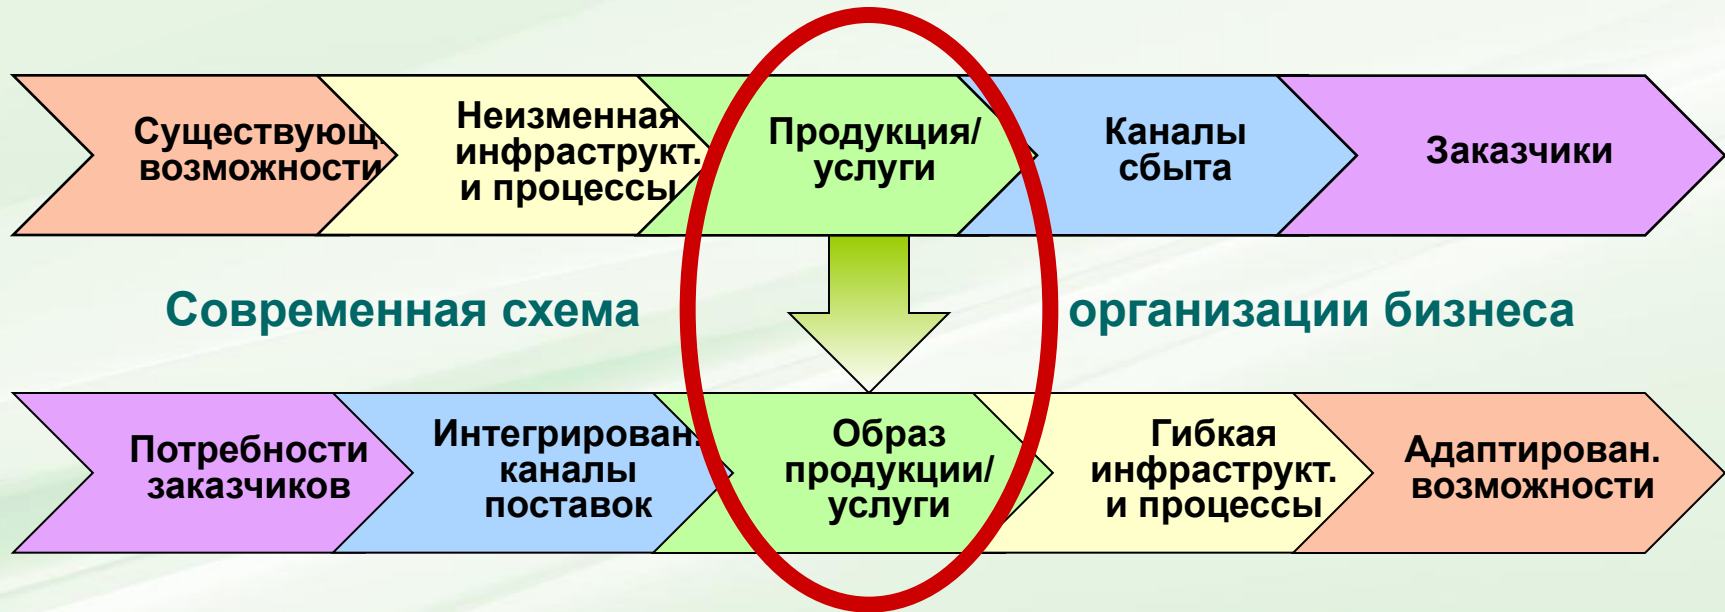 Существующ.
возможности
Неизменная
инфраструкт.
и процессы
Продукция/
услуги
Каналы
сбыта
Заказчики
Современная схема
организации бизнеса
Потребности
заказчиков
Интегрирован.
каналы
поставок
Образ
продукции/
услуги
Гибкая
инфраструкт.
и процессы
Адаптирован.
возможности